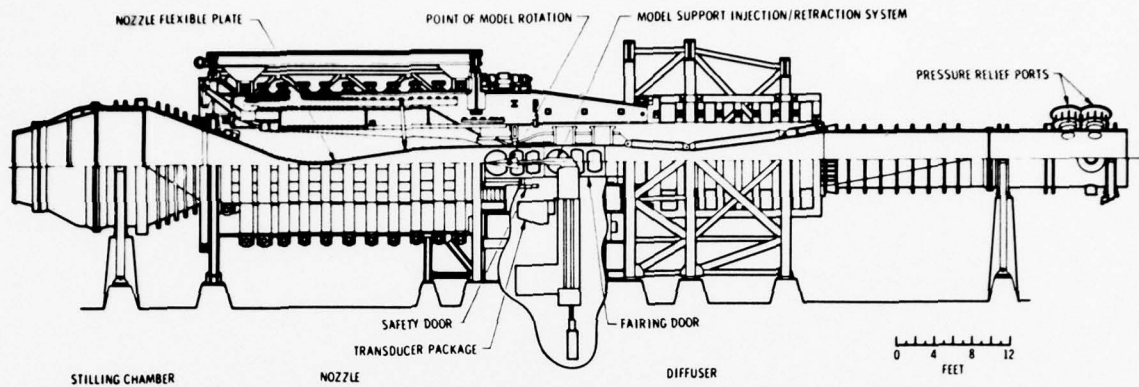 NOZZLE FLEXIBLE PLATE
POINT OF MODEL ROTATION
MODEL SUPPORT INJECTION/RETRACTION SYSTEM
PRESSURE RELIEF PORTS
SAFETY DOOR
TRANSDUCER PACKAGE
FAIRING DOOR
0 4 8 12
FEET
STILLING CHAMBER
NOZZLE
DIFFUSER